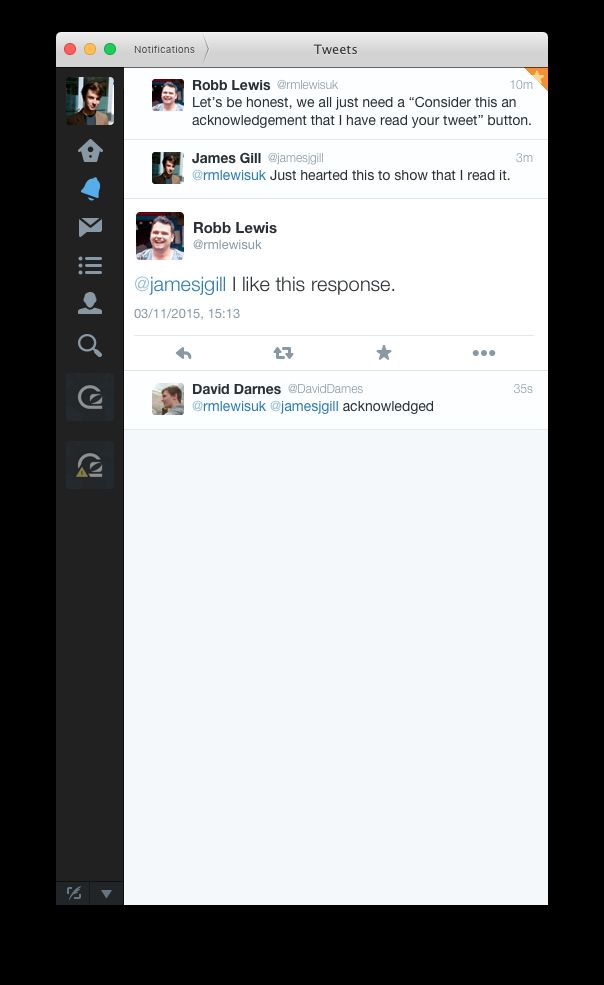 Notifications
Tweets
Robb Lewis @rmlewisuk 10m
Let's be honest, we all just need a “Consider this an
acknowledgement that I have read your tweet” button.
James Gill @jamesjgill 3m
@rmlewisuk Just hearted this to show that I read it.
Robb Lewis
@rmlewisuk
@jamesjgill I like this response.
03/11/2015, 15:13
David Darnes @DavidDarnes 35s
@rmlewisuk @jamesjgill acknowledged